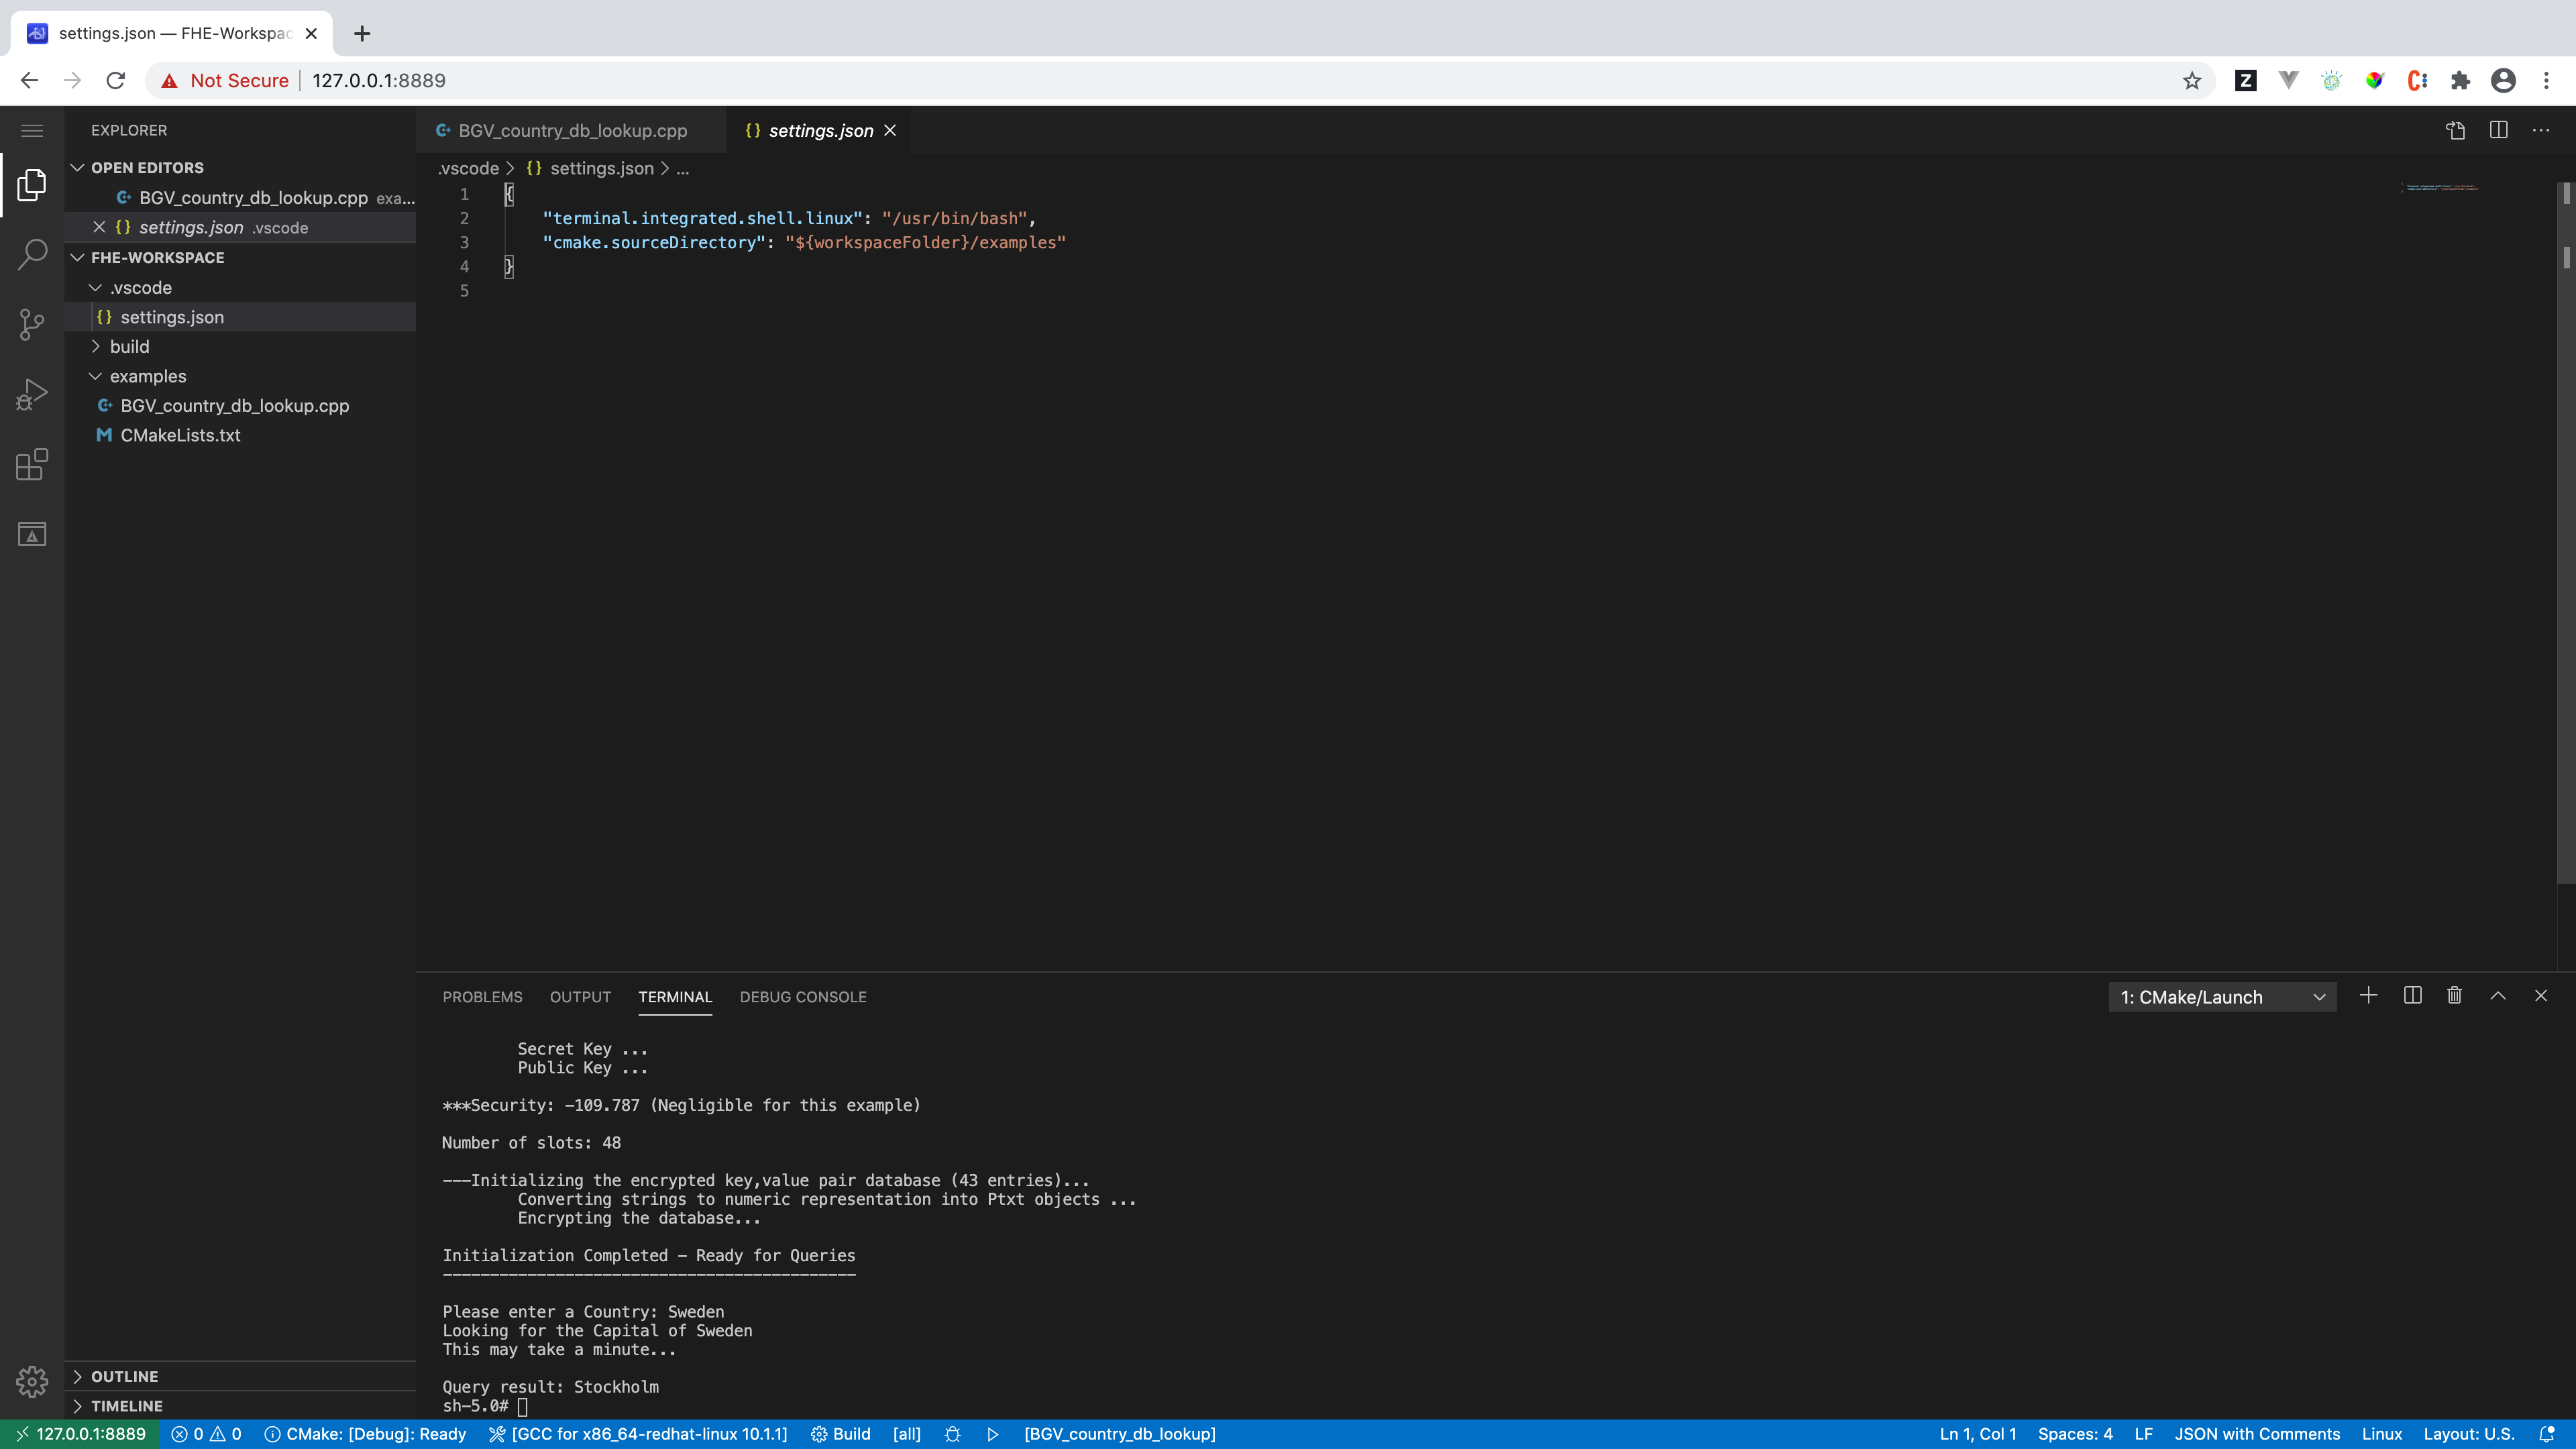 settings.json — FHE-Workspac
Not Secure
127.0.0.1:8889
EXPLORER
OPEN EDITORS
BGV_country_db_lookup.cpp exa...
settings.json .vscode
FHE-WORKSPACE
.vscode
settings.json
build
examples
BGV_country_db_lookup.cpp
CMakeLists.txt
OUTLINE
TIMELINE
BGV_country_db_lookup.cpp
{} settings.json
.vscode > {} settings.json > ...
1 {
2 "terminal.integrated.shell.linux": "/usr/bin/bash",
3 "cmake.sourceDirectory": "${workspaceFolder}/examples"
4 }
5
PROBLEMS OUTPUT TERMINAL DEBUG CONSOLE
1: CMake/Launch
Secret Key ...
Public Key ...
***Security: -109.787 (Negligible for this example)
Number of slots: 48
---Initializing the encrypted key,value pair database (43 entries)...
Converting strings to numeric representation into Ptxt objects ...
Encrypting the database...
Initialization Completed - Ready for Queries
--------------------------------------------
Please enter a Country: Sweden
Looking for the Capital of Sweden
This may take a minute...
Query result: Stockholm
sh-5.0#
127.0.0.1:8889 0 0 CMake: [Debug]: Ready [GCC for x86_64-redhat-linux 10.1.1] Build [all] [BGV_country_db_lookup] Ln 1, Col 1 Spaces: 4 LF JSON with Comments Linux Layout: U.S.